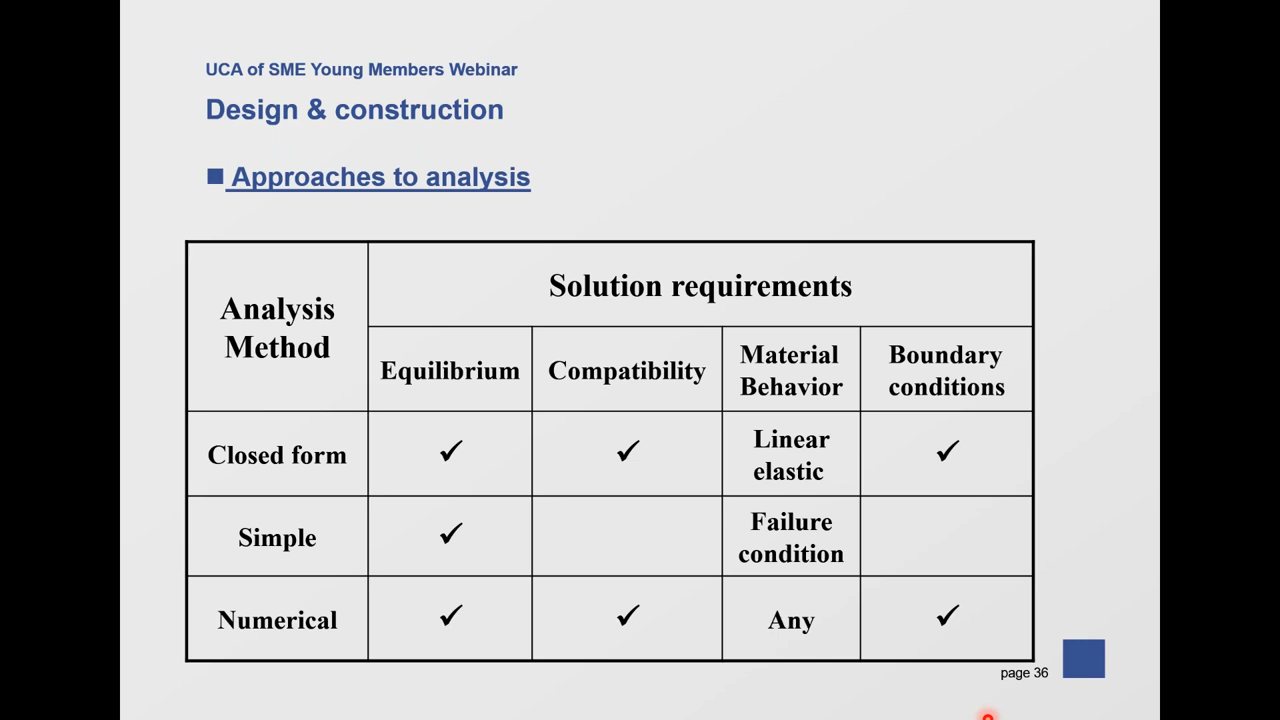 UCA of SME Young Members Webinar
Design & construction
Approaches to analysis
Analysis
Method
Solution requirements
Equilibrium
Compatibility
Material
Behavior
Boundary
conditions
Closed form
✓
✓
Linear
elastic
✓
Simple
✓
Failure
condition
Numerical
✓
✓
Any
✓
page 36